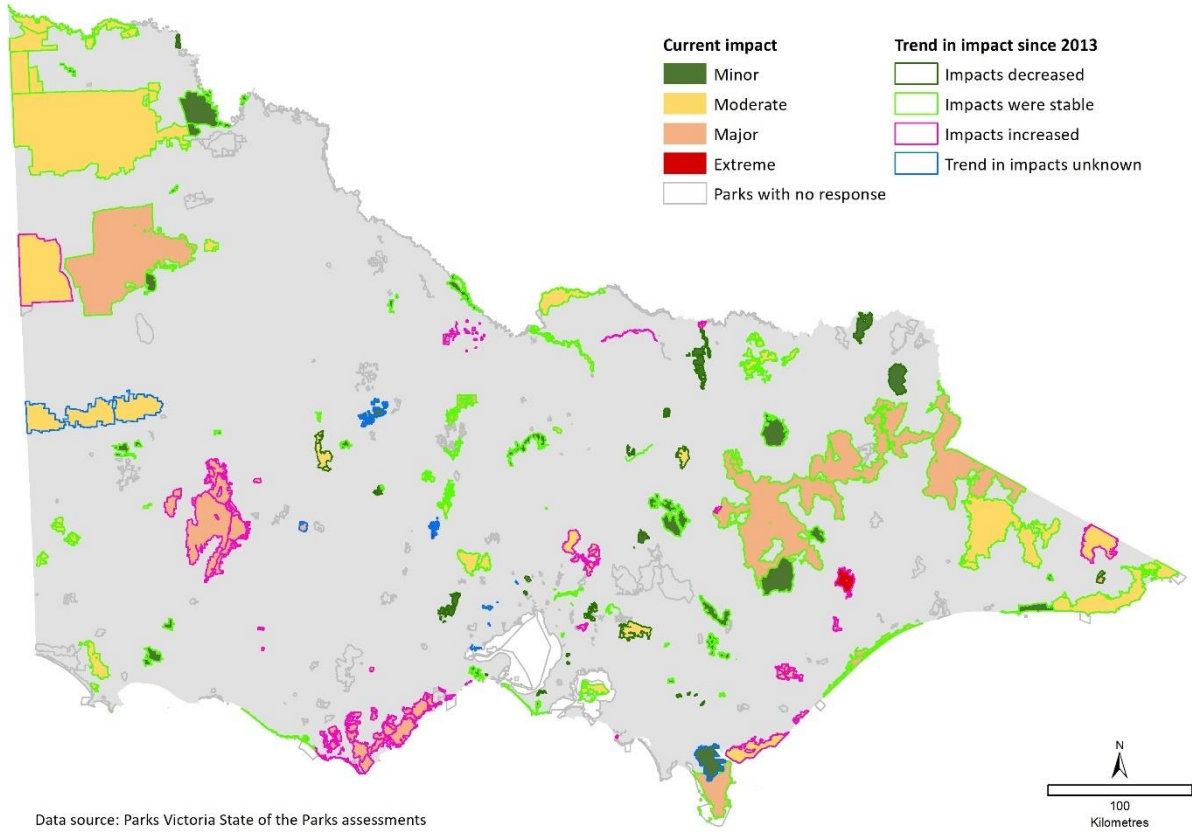 Current impact
Minor
Moderate
Major
Extreme
Parks with no response
Trend in impact since 2013
Impacts decreased
Impacts were stable
Impacts increased
Trend in impacts unknown
N
100
Kilometres
Data source: Parks Victoria State of the Parks assessments